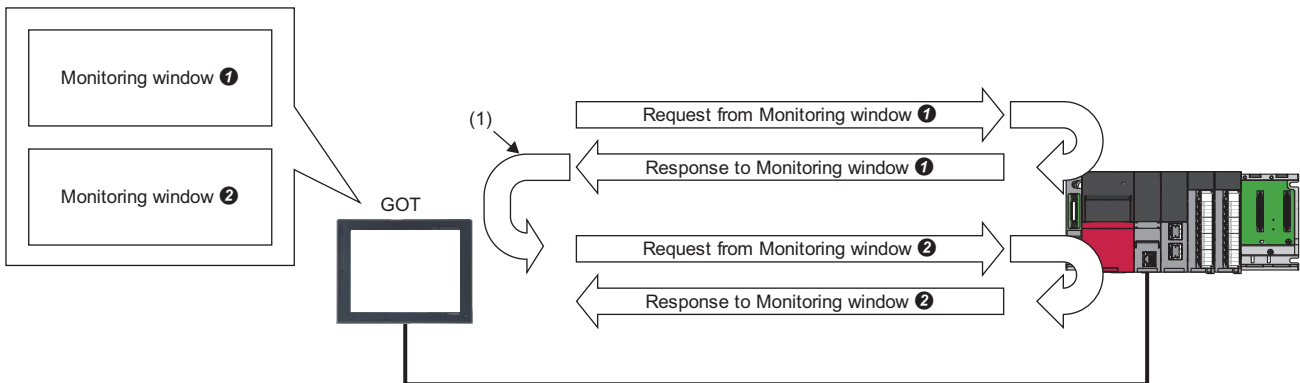 Monitoring window ❶
Monitoring window ❷
GOT
(1)
Request from Monitoring window ❶
Response to Monitoring window ❶
Request from Monitoring window ❷
Response to Monitoring window ❷